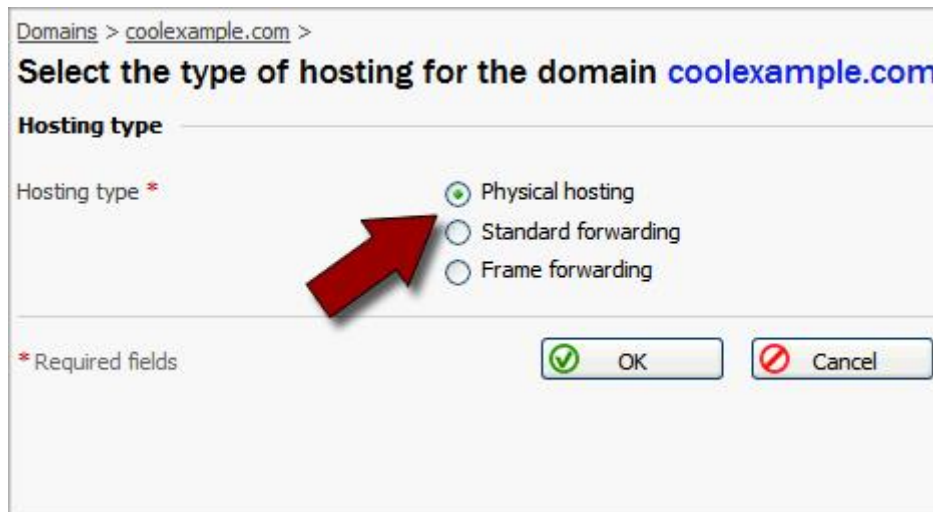 Domains > coolexample.com >
Select the type of hosting for the domain coolexample.com
Hosting type
Hosting type * Physical hosting
Standard forwarding
Frame forwarding
* Required fields OK Cancel